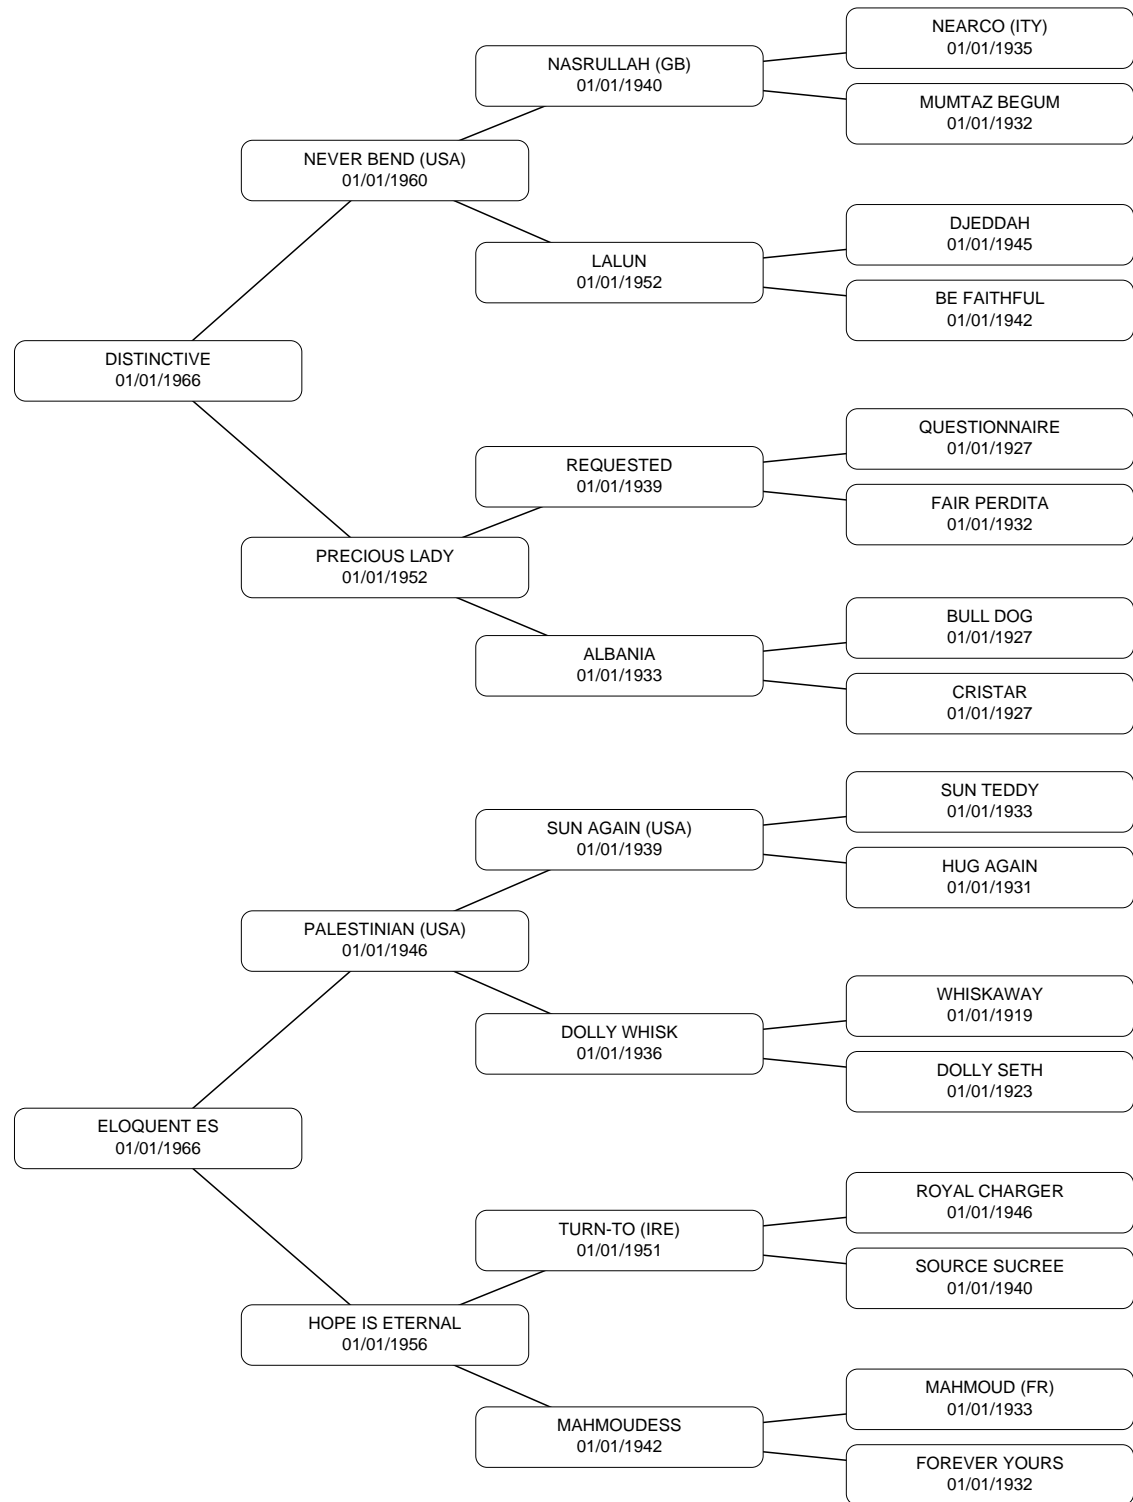 NEARCO (ITY)
01/01/1935
NASRULLAH (GB)
01/01/1940
MUMTAZ BEGUM
01/01/1932
NEVER BEND (USA)
01/01/1960
DJEDDAH
01/01/1945
LALUN
01/01/1952
BE FAITHFUL
01/01/1942
DISTINCTIVE
01/01/1966
QUESTIONNAIRE
01/01/1927
REQUESTED
01/01/1939
FAIR PERDITA
01/01/1932
PRECIOUS LADY
01/01/1952
BULL DOG
01/01/1927
ALBANIA
01/01/1933
CRISTAR
01/01/1927
SUN TEDDY
01/01/1933
SUN AGAIN (USA)
01/01/1939
HUG AGAIN
01/01/1931
PALESTINIAN (USA)
01/01/1946
WHISKAWAY
01/01/1919
DOLLY WHISK
01/01/1936
DOLLY SETH
01/01/1923
ELOQUENT ES
01/01/1966
ROYAL CHARGER
01/01/1946
TURN-TO (IRE)
01/01/1951
SOURCE SUCREE
01/01/1940
HOPE IS ETERNAL
01/01/1956
MAHMOUD (FR)
01/01/1933
MAHMOUDESS
01/01/1942
FOREVER YOURS
01/01/1932